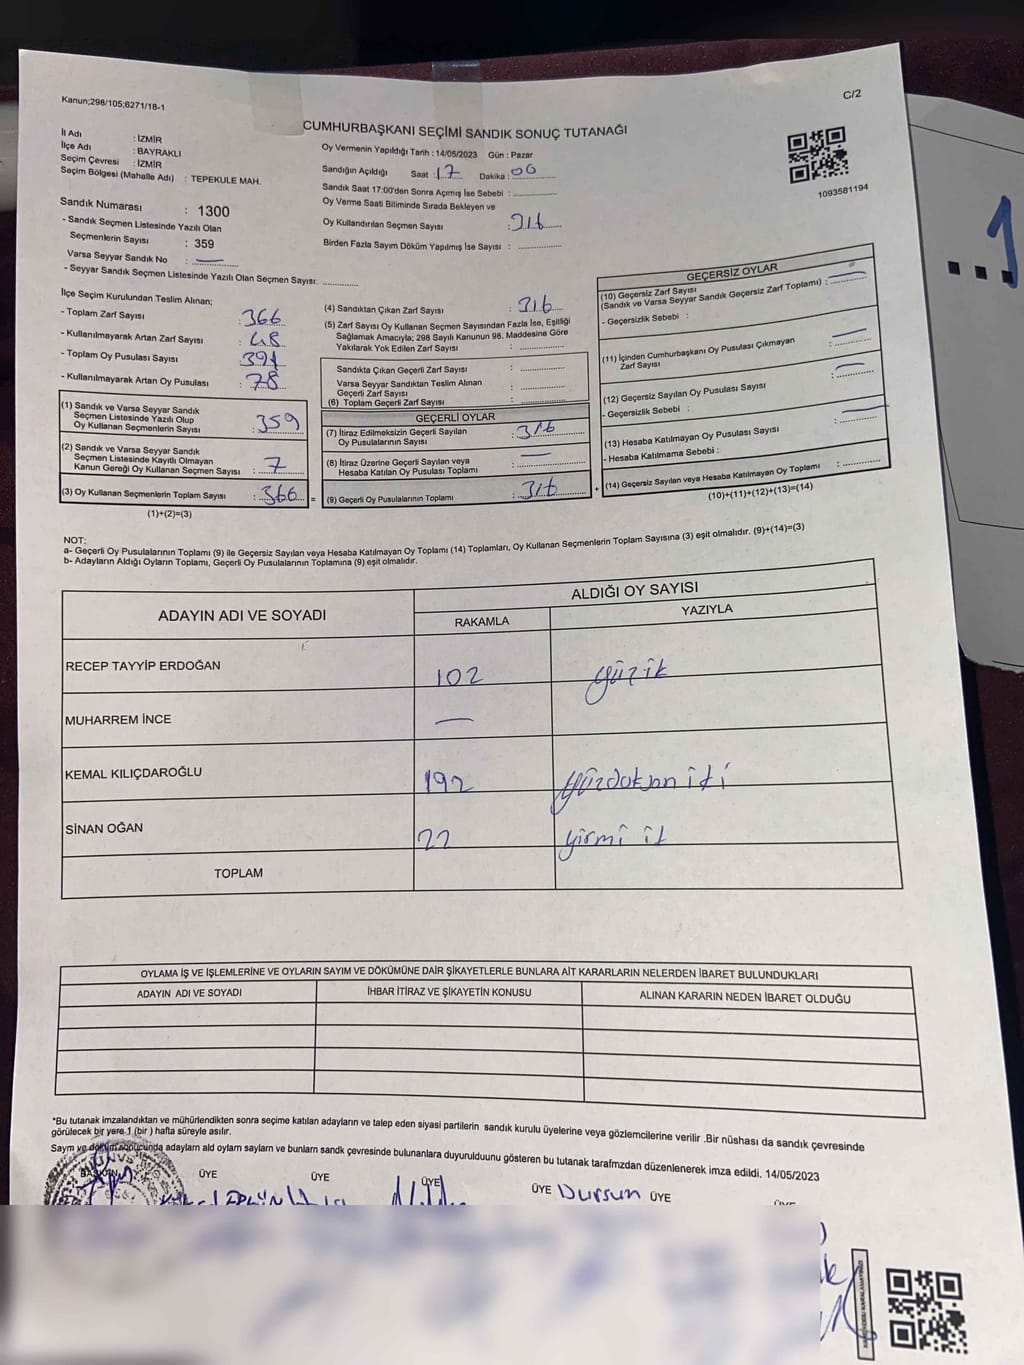 Kanun;298/105;6271/18-1
C/2
CUMHURBAŞKANI SEÇİMİ SANDIK SONUÇ TUTANAĞI
İl Adı : İZMİR
İlçe Adı : BAYRAKLI
Seçim Çevresi : İZMİR
Seçim Bölgesi (Mahalle Adı) : TEPEKULE MAH.
Oy Vermenin Yapıldığı Tarih : 14/05/2023 Gün : Pazar
Sandığın Açıldığı Saat : 17 Dakika : 00
Sandık Saat 17:00'den Sonra Açımış İse Sebebi :
Oy Verme Saati Bitiminde Sırada Bekleyen ve
Oy Kullandırılan Seçmen Sayısı : 316
Birden Fazla Sayım Döküm Yapılmış İse Sayısı :
1093581194
Sandık Numarası : 1300
- Sandık Seçmen Listesinde Yazılı Olan
Seçmenlerin Sayısı : 359
Varsa Seyyar Sandık No :
- Seyyar Sandık Seçmen Listesinde Yazılı Olan Seçmen Sayısı:
İlçe Seçim Kurulundan Teslim Alınan;
- Toplam Zarf Sayısı : 366
- Kullanılmayarak Artan Zarf Sayısı : 48
- Toplam Oy Pusulası Sayısı : 394
- Kullanılmayarak Artan Oy Pusulası : 78
(1) Sandık ve Varsa Seyyar Sandık
Seçmen Listesinde Yazılı Olup
Oy Kullanan Seçmenlerin Sayısı : 359
(2) Sandık ve Varsa Seyyar Sandık
Seçmen Listesinde Kayıtlı Olmayan
Kanun Gereği Oy Kullanan Seçmen Sayısı : 7
(3) Oy Kullanan Seçmenlerin Toplam Sayısı : 366
(1)+(2)=(3)
(4) Sandıktan Çıkan Zarf Sayısı : 316
(5) Zarf Sayısı Oy Kullanan Seçmen Sayısından Fazla İse, Eşitliği
Sağlamak Amacıyla; 298 Sayılı Kanunun 98. Maddesine Göre
Yakılarak Yok Edilen Zarf Sayısı :
Sandıkta Çıkan Geçerli Zarf Sayısı :
Varsa Seyyar Sandıktan Teslim Alınan
Geçerli Zarf Sayısı :
(6) Toplam Geçerli Zarf Sayısı :
GEÇERLİ OYLAR
(7) İtiraz Edilmeksizin Geçerli Sayılan
Oy Pusulalarının Sayısı : 316
(8) İtiraz Üzerine Geçerli Sayılan veya
Hesaba Katılan Oy Pusulası Toplamı : —
= (9) Geçerli Oy Pusulalarının Toplamı : 316
GEÇERSİZ OYLAR
(10) Geçersiz Zarf Sayısı
(Sandık ve Varsa Seyyar Sandık Geçersiz Zarf Toplamı) :
- Geçersizlik Sebebi :
(11) İçinden Cumhurbaşkanı Oy Pusulası Çıkmayan
Zarf Sayısı :
(12) Geçersiz Sayılan Oy Pusulası Sayısı :
- Geçersizlik Sebebi :
(13) Hesaba Katılmayan Oy Pusulası Sayısı :
- Hesaba Katılmama Sebebi :
+ (14) Geçersiz Sayılan veya Hesaba Katılmayan Oy Toplamı :
(10)+(11)+(12)+(13)=(14)
NOT:
a- Geçerli Oy Pusulalarının Toplamı (9) ile Geçersiz Sayılan veya Hesaba Katılmayan Oy Toplamı (14) Toplamları, Oy Kullanan Seçmenlerin Toplam Sayısına (3) eşit olmalıdır. (9)+(14)=(3)
b- Adayların Aldığı Oyların Toplamı, Geçerli Oy Pusulalarının Toplamına (9) eşit olmalıdır.
ADAYIN ADI VE SOYADI
ALDIĞI OY SAYISI
RAKAMLA YAZIYLA
RECEP TAYYİP ERDOĞAN 102 yüzik
MUHARREM İNCE —
KEMAL KILIÇDAROĞLU 192 yüzdoksan iki
SİNAN OĞAN 22 yirmi
TOPLAM
OYLAMA İŞ VE İŞLEMLERİNE VE OYLARIN SAYIM VE DÖKÜMÜNE DAİR ŞİKAYETLERLE BUNLARA AİT KARARLARIN NELERDEN İBARET BULUNDUKLARI
ADAYIN ADI VE SOYADI İHBAR İTİRAZ VE ŞİKAYETİN KONUSU ALINAN KARARIN NEDEN İBARET OLDUĞU
*Bu tutanak imzalandıktan ve mühürlendikten sonra seçime katılan adayların ve talep eden siyasi partilerin sandık kurulu üyelerine veya gözlemcilerine verilir .Bir nüshası da sandık çevresinde
görülecek bir yere 1 (bir) hafta süreyle asılır.
Sayım ve döküm sonucunda adayların ald oyların sayların ve bunların sandk çevresinde bulunanlara duyurulduunu gösteren bu tutanak tarafmzdan düzenlenerek imza edildi. 14/05/2023
BAŞKAN ÜYE ÜYE ÜYE ÜYE Dursun ÜYE